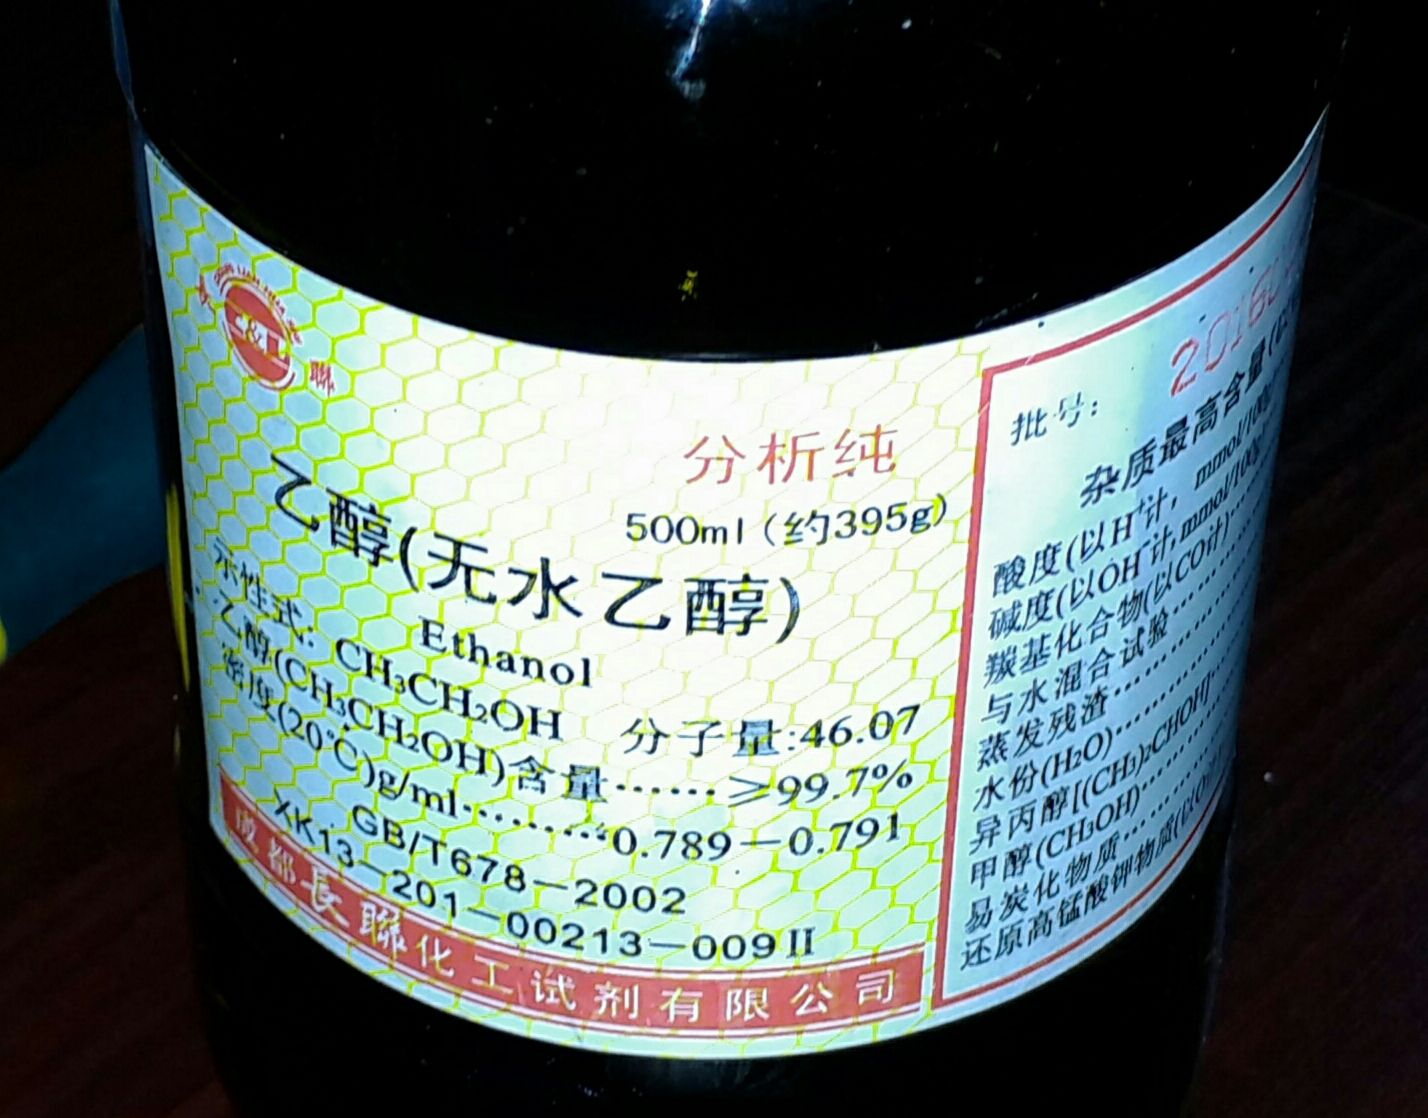 聯
分析纯
500ml（约395g）
乙醇(无水乙醇)
Ethanol
示性式: CH₃CH₂OH 分子量:46.07
乙醇(CH₃CH₂OH)含量……≥99.7%
密度(20°C)g/ml………0.789－0.791
GB/T678－2002
XK13－201－00213－009Ⅱ
成都長聯化工试剂有限公司
批号: 2016
杂质最高含量
酸度(以H⁺计，mmol/100g)
碱度(以OH⁻计,mmol/100g)
羰基化合物(以CO计)
与水混合试验
蒸发残渣
水份(H₂O)
异丙醇[(CH₃)₂CHOH]
甲醇(CH₃OH)
易炭化物质
还原高锰酸钾物质